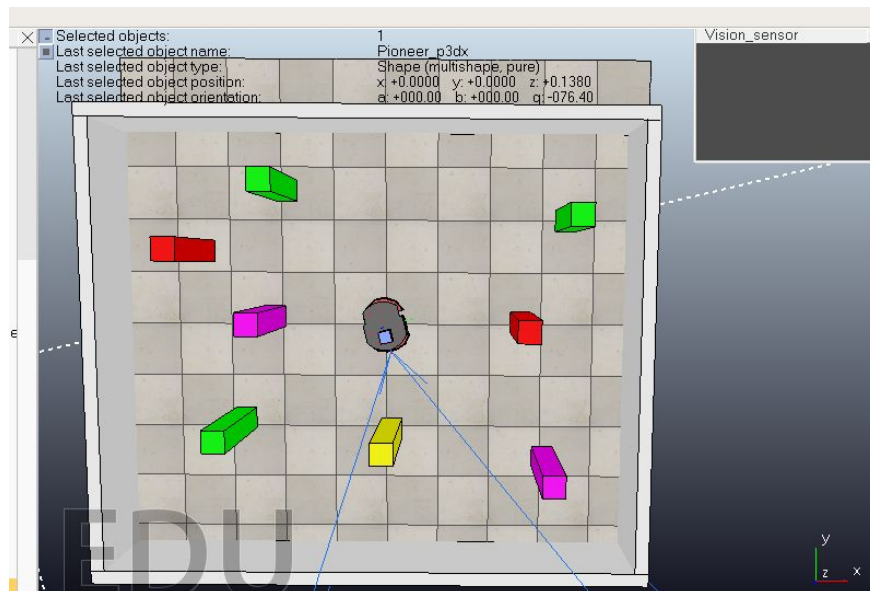 Selected objects: 1
Last selected object name: Pioneer_p3dx
Last selected object type: Shape (multishape, pure)
Last selected object position: x: +0.0000 y: +0.0000 z: +0.1380
Last selected object orientation: a: +000.00 b: +000.00 g: -076.40
Vision_sensor
e
EDU
y
z x